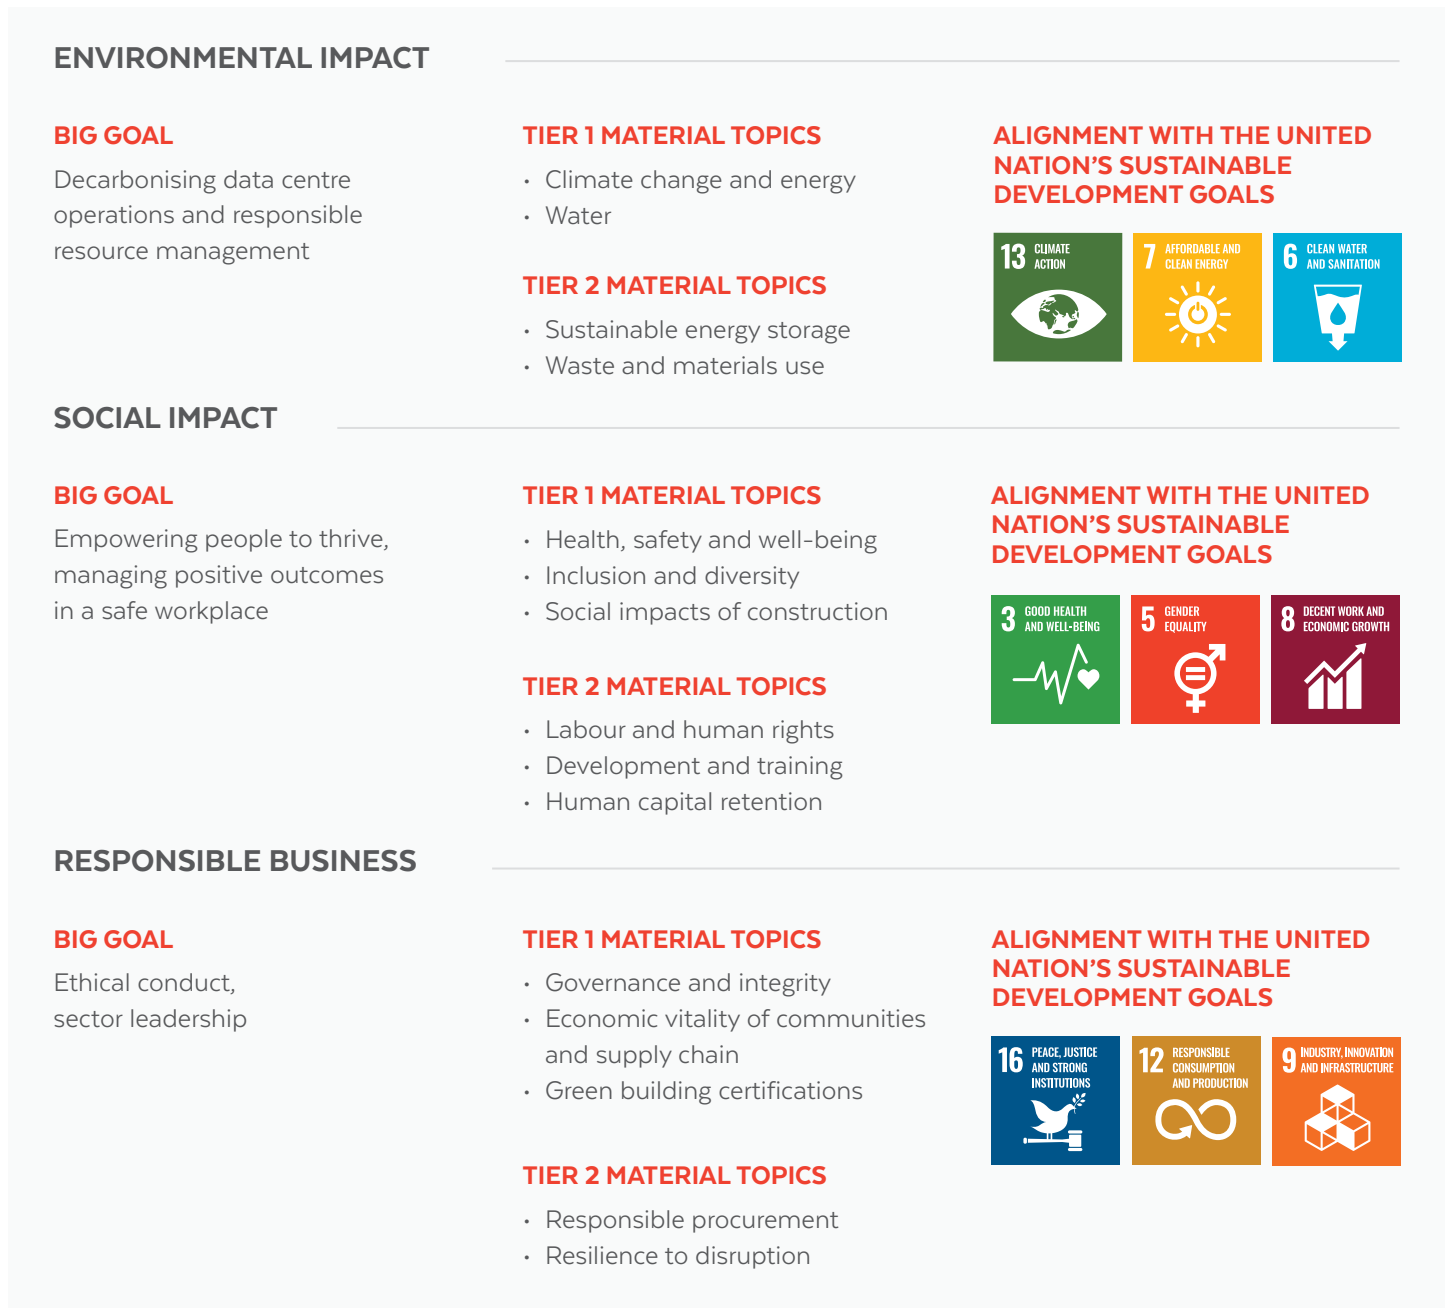 ENVIRONMENTAL IMPACT
BIG GOAL
Decarbonising data centre
operations and responsible
resource management
TIER 1 MATERIAL TOPICS
• Climate change and energy
• Water
TIER 2 MATERIAL TOPICS
• Sustainable energy storage
• Waste and materials use
ALIGNMENT WITH THE UNITED
NATION’S SUSTAINABLE
DEVELOPMENT GOALS
13 CLIMATE
ACTION
7 AFFORDABLE AND
CLEAN ENERGY
6 CLEAN WATER
AND SANITATION
SOCIAL IMPACT
BIG GOAL
Empowering people to thrive,
managing positive outcomes
in a safe workplace
TIER 1 MATERIAL TOPICS
• Health, safety and well-being
• Inclusion and diversity
• Social impacts of construction
TIER 2 MATERIAL TOPICS
• Labour and human rights
• Development and training
• Human capital retention
ALIGNMENT WITH THE UNITED
NATION’S SUSTAINABLE
DEVELOPMENT GOALS
3 GOOD HEALTH
AND WELL-BEING
5 GENDER
EQUALITY
8 DECENT WORK AND
ECONOMIC GROWTH
RESPONSIBLE BUSINESS
BIG GOAL
Ethical conduct,
sector leadership
TIER 1 MATERIAL TOPICS
• Governance and integrity
• Economic vitality of communities
and supply chain
• Green building certifications
TIER 2 MATERIAL TOPICS
• Responsible procurement
• Resilience to disruption
ALIGNMENT WITH THE UNITED
NATION’S SUSTAINABLE
DEVELOPMENT GOALS
16 PEACE, JUSTICE
AND STRONG
INSTITUTIONS
12 RESPONSIBLE
CONSUMPTION
AND PRODUCTION
9 INDUSTRY, INNOVATION
AND INFRASTRUCTURE